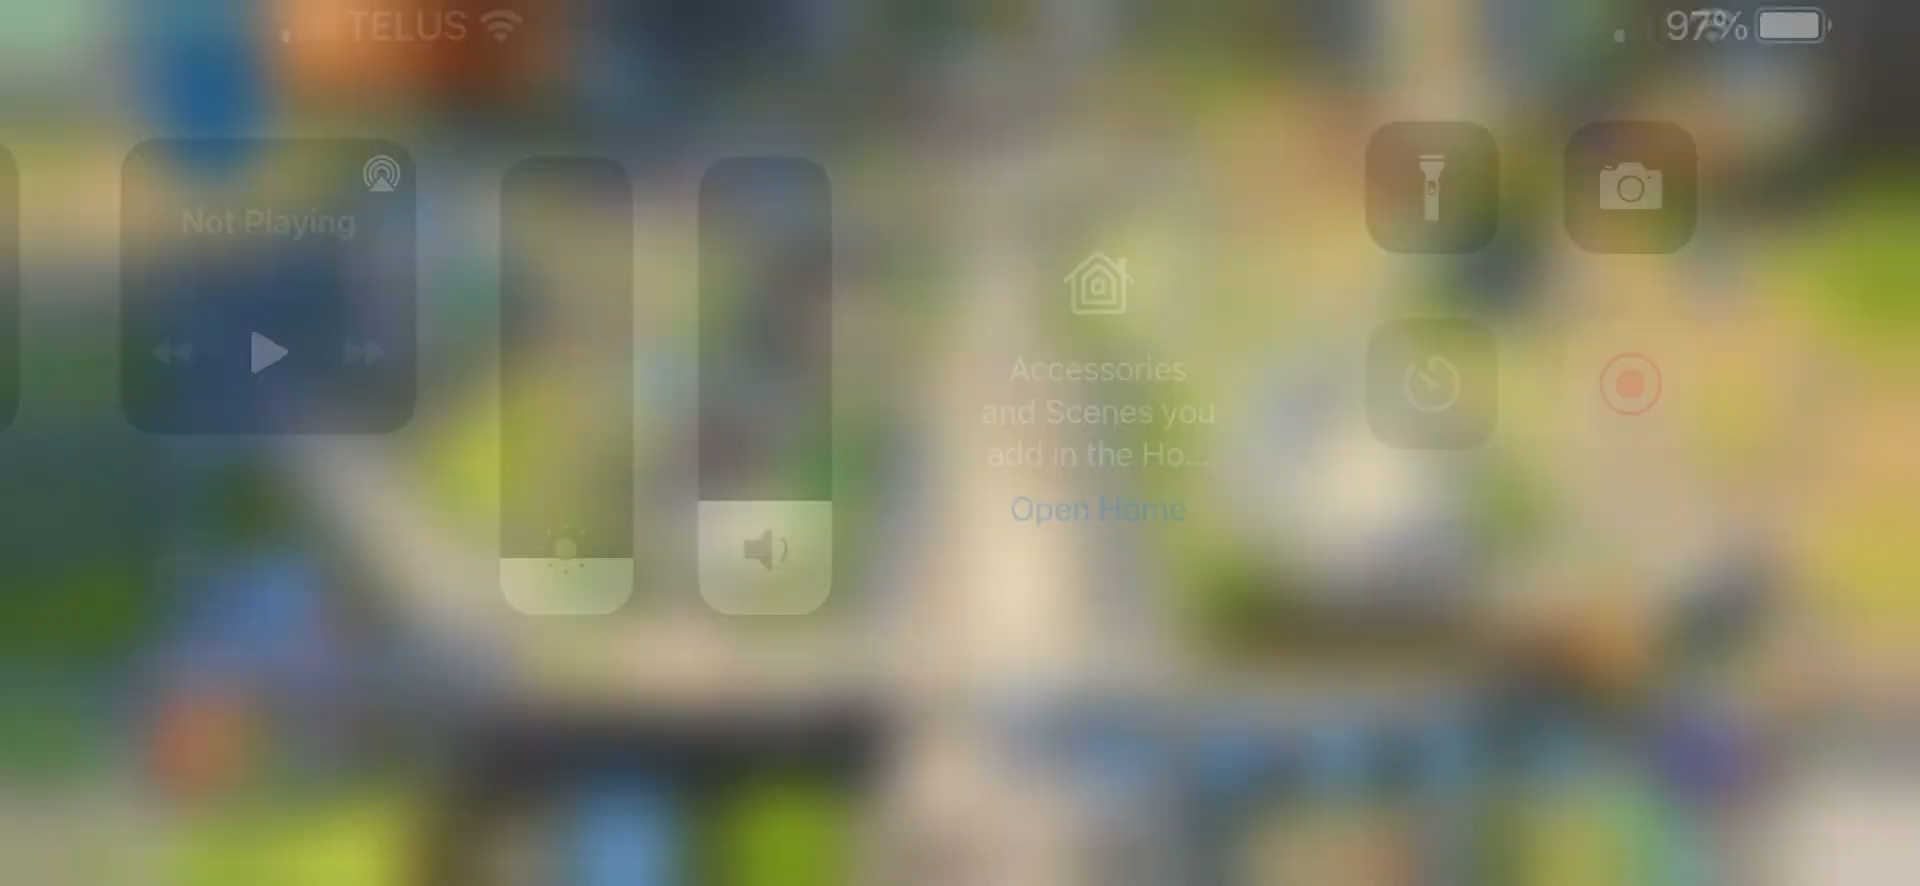 TELUS
97%
Not Playing
Accessories
and Scenes you
add in the Ho...
Open Home